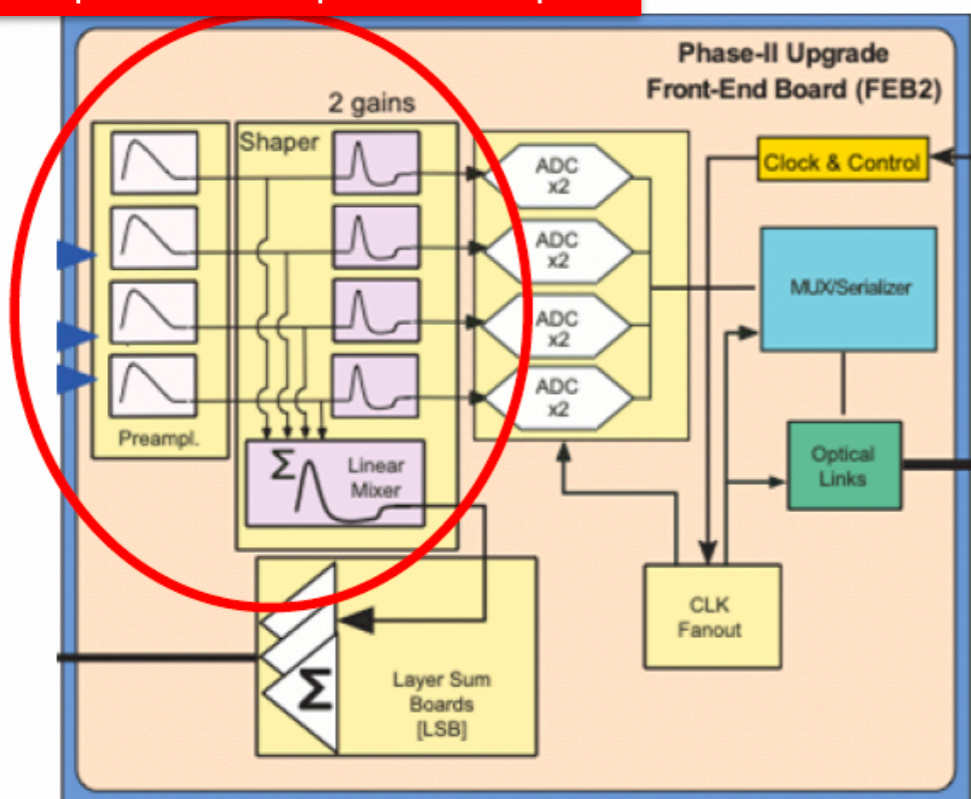 Phase-II Upgrade
Front-End Board (FEB2)
2 gains
Shaper
Preampl.
Σ Linear
Mixer
ADC
x2
ADC
x2
ADC
x2
ADC
x2
Clock & Control
MUX/Serializer
Optical
Links
CLK
Fanout
Σ
Layer Sum
Boards
[LSB]